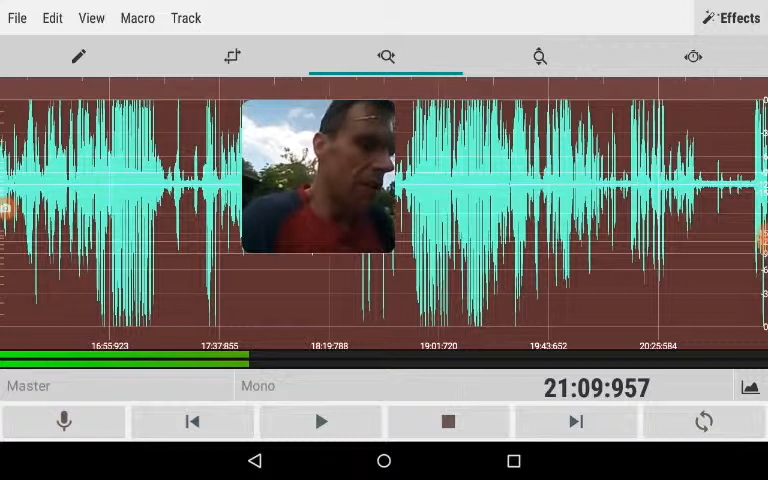 File Edit View Macro Track Effects
16:55:923 17:37:855 18:19:788 19:01:720 19:43:652 20:25:584
Master Mono 21:09:957